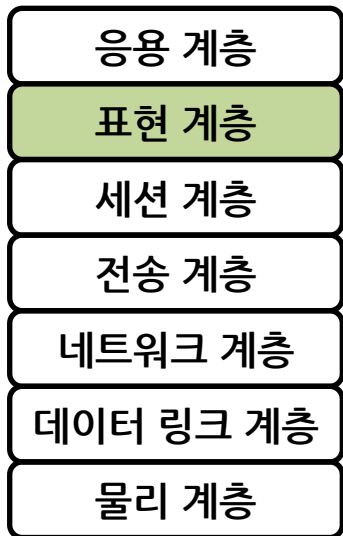 응용 계층
표현 계층
세션 계층
전송 계층
네트워크 계층
데이터 링크 계층
물리 계층